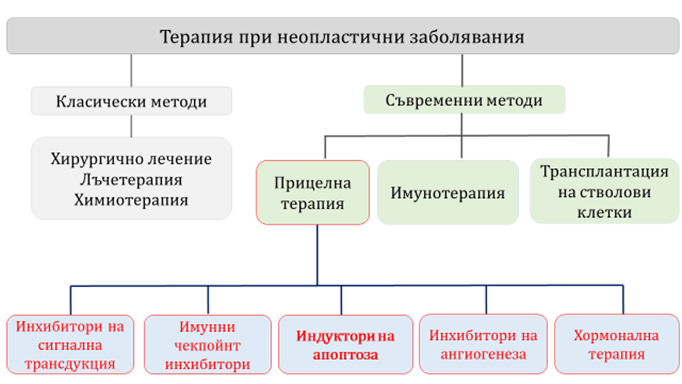 Терапия при неопластични заболявания
Класически методи
Съвременни методи
Хирургично лечение
Лъчетерапия
Химиотерапия
Прицелна
терапия
Имунотерапия
Трансплантация
на стволови
клетки
Инхибитори на
сигнална
трансдукция
Имунни
чекпойнт
инхибитори
Индуктори на
апоптоза
Инхибитори на
ангиогенеза
Хормонална
терапия